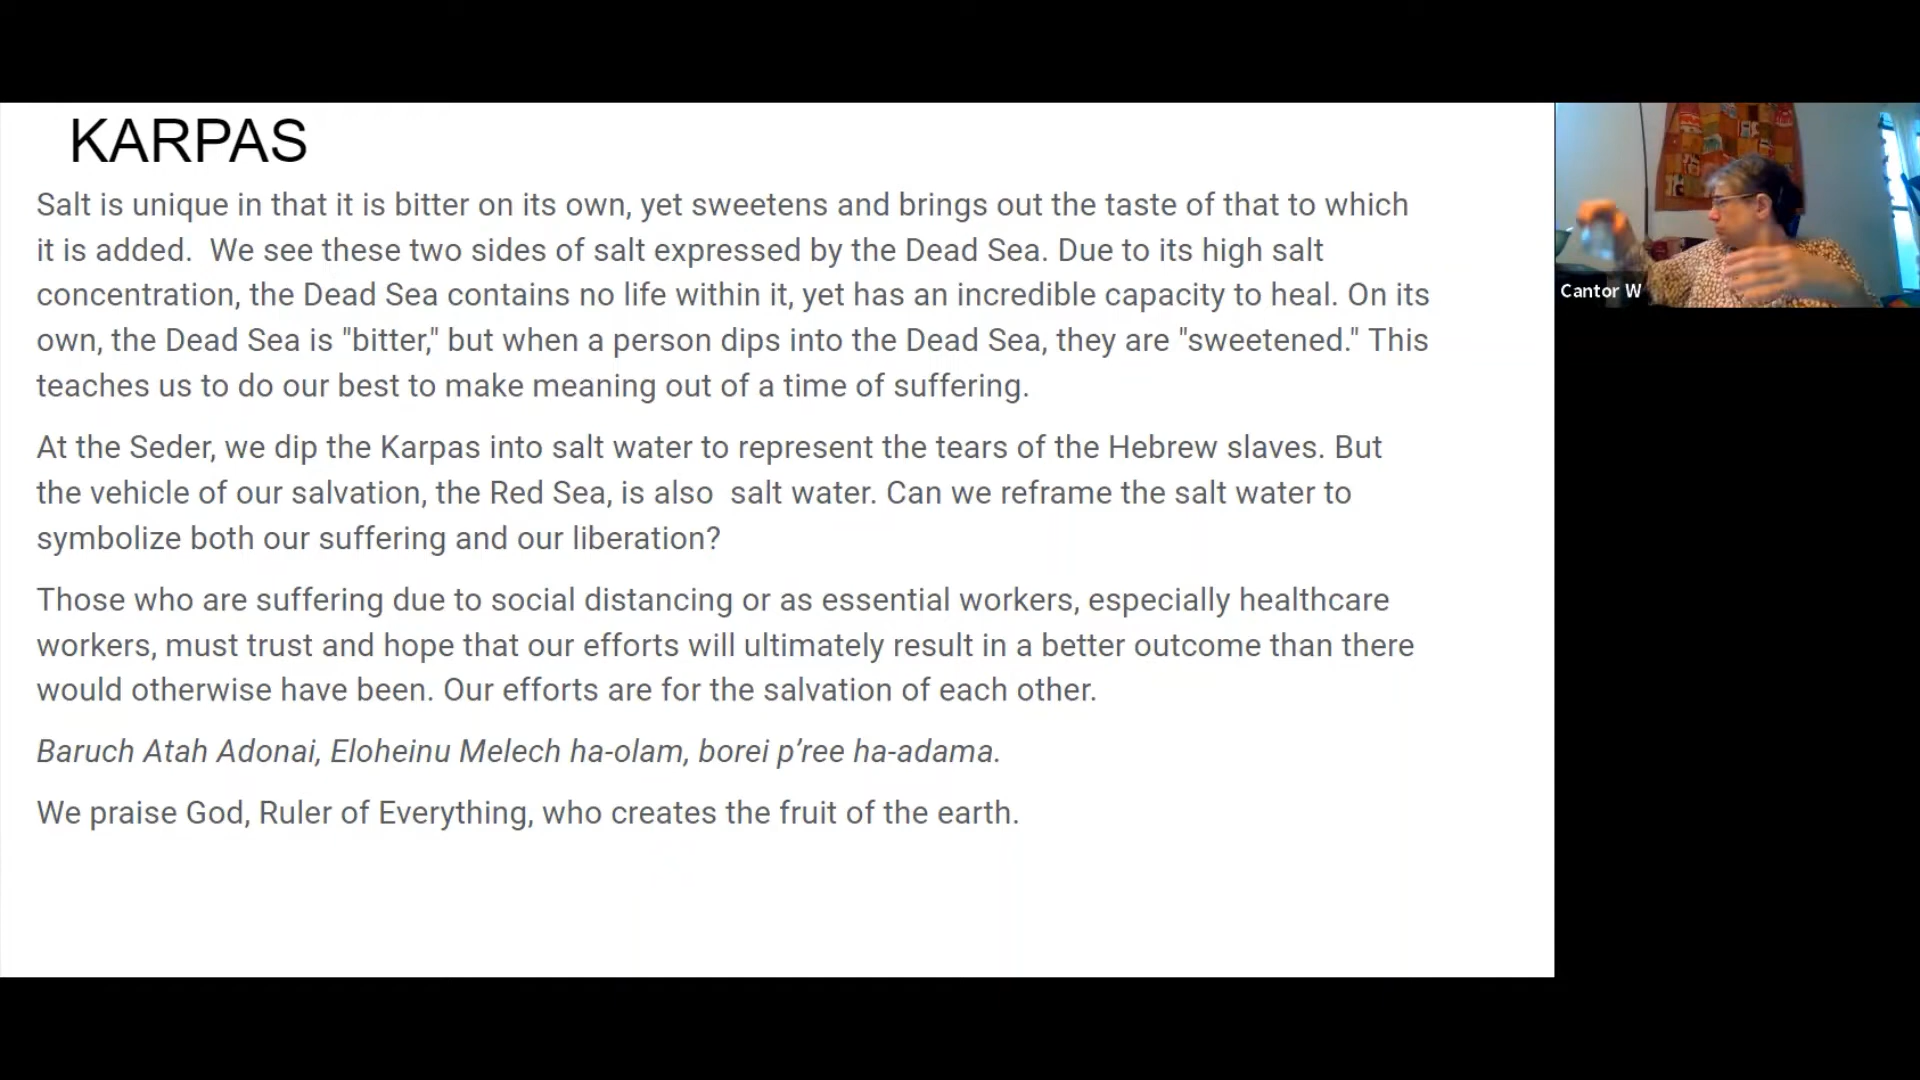 KARPAS
Salt is unique in that it is bitter on its own, yet sweetens and brings out the taste of that to which
it is added.  We see these two sides of salt expressed by the Dead Sea. Due to its high salt
concentration, the Dead Sea contains no life within it, yet has an incredible capacity to heal. On its
own, the Dead Sea is "bitter," but when a person dips into the Dead Sea, they are "sweetened." This
teaches us to do our best to make meaning out of a time of suffering.
At the Seder, we dip the Karpas into salt water to represent the tears of the Hebrew slaves. But
the vehicle of our salvation, the Red Sea, is also  salt water. Can we reframe the salt water to
symbolize both our suffering and our liberation?
Those who are suffering due to social distancing or as essential workers, especially healthcare
workers, must trust and hope that our efforts will ultimately result in a better outcome than there
would otherwise have been. Our efforts are for the salvation of each other.
Baruch Atah Adonai, Eloheinu Melech ha-olam, borei p’ree ha-adama.
We praise God, Ruler of Everything, who creates the fruit of the earth.
Cantor W